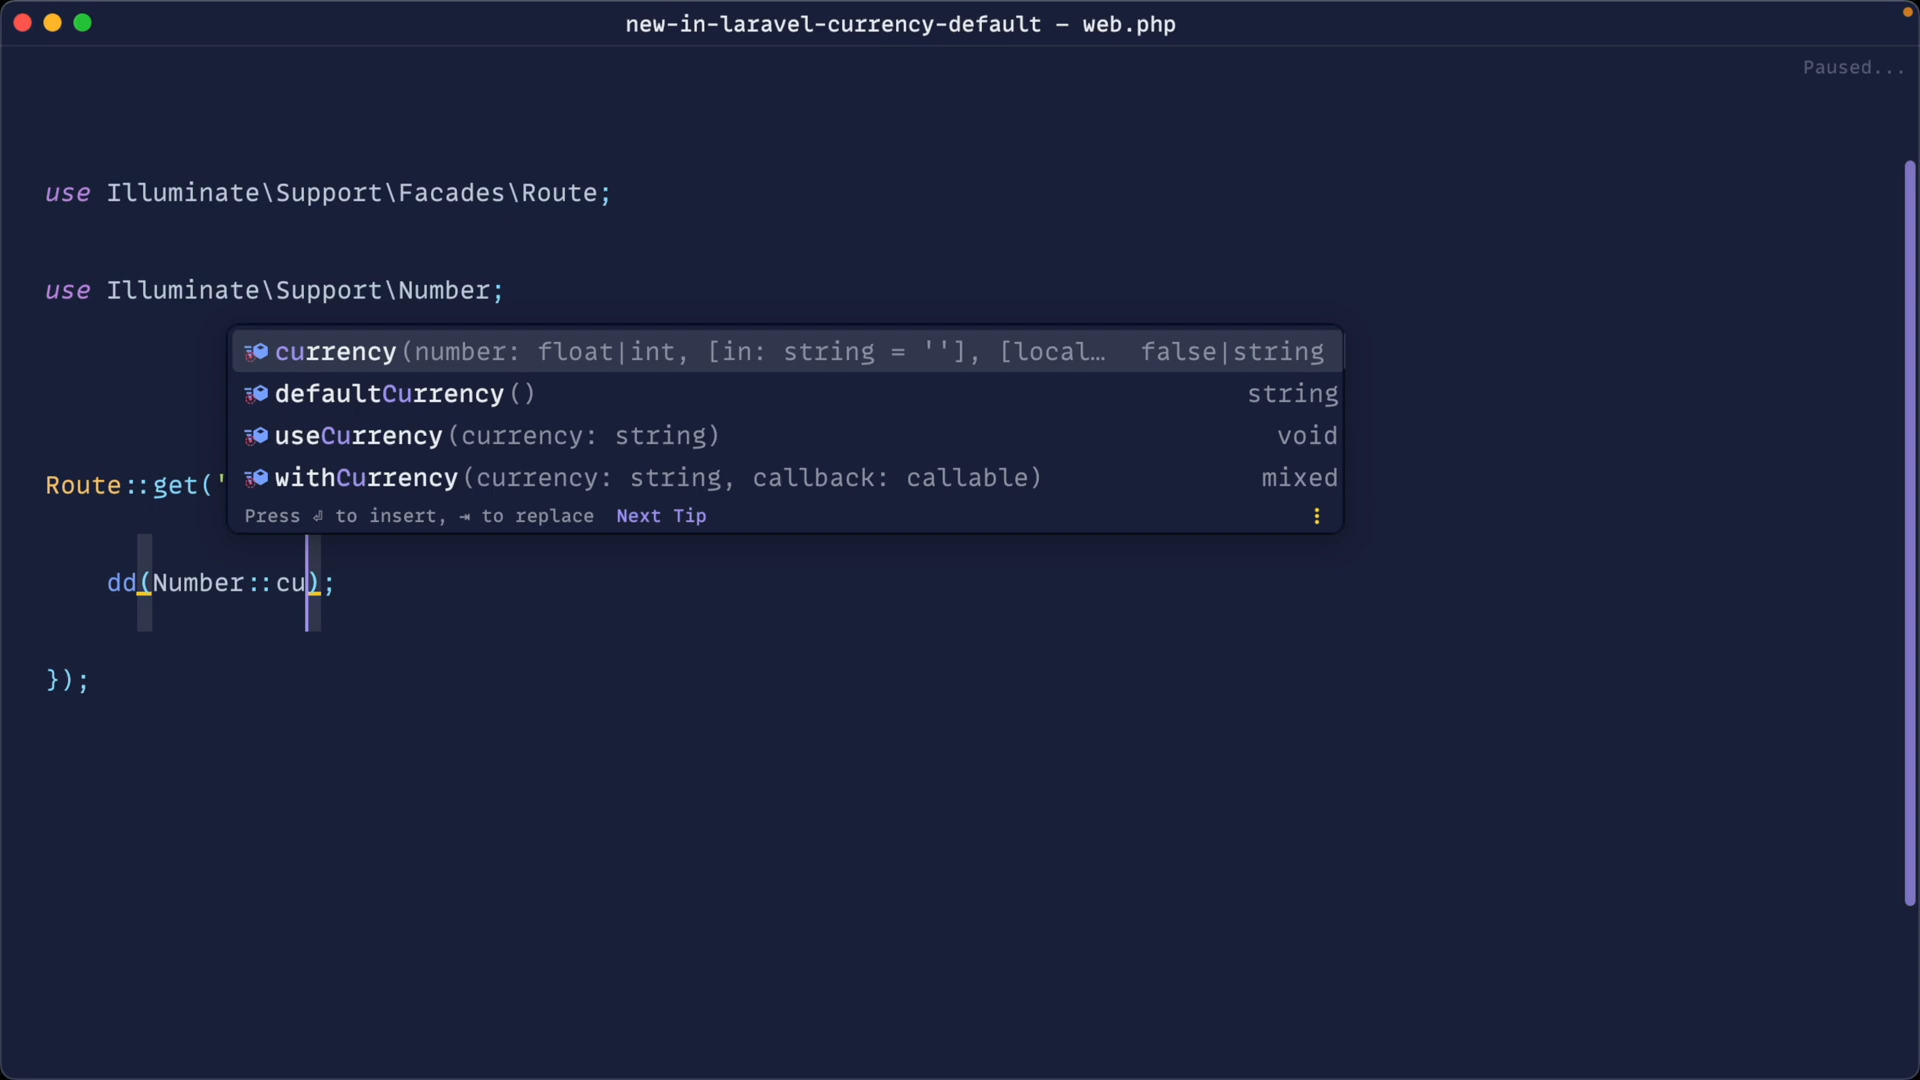 new-in-laravel-currency-default – web.php
Paused...
use Illuminate\Support\Facades\Route;
use Illuminate\Support\Number;
currency(number: float|int, [in: string = ''], [local… false|string
defaultCurrency() string
useCurrency(currency: string) void
withCurrency(currency: string, callback: callable) mixed
Route::get('
Press ⏎ to insert, ⇥ to replace Next Tip
dd(Number::cu);
});